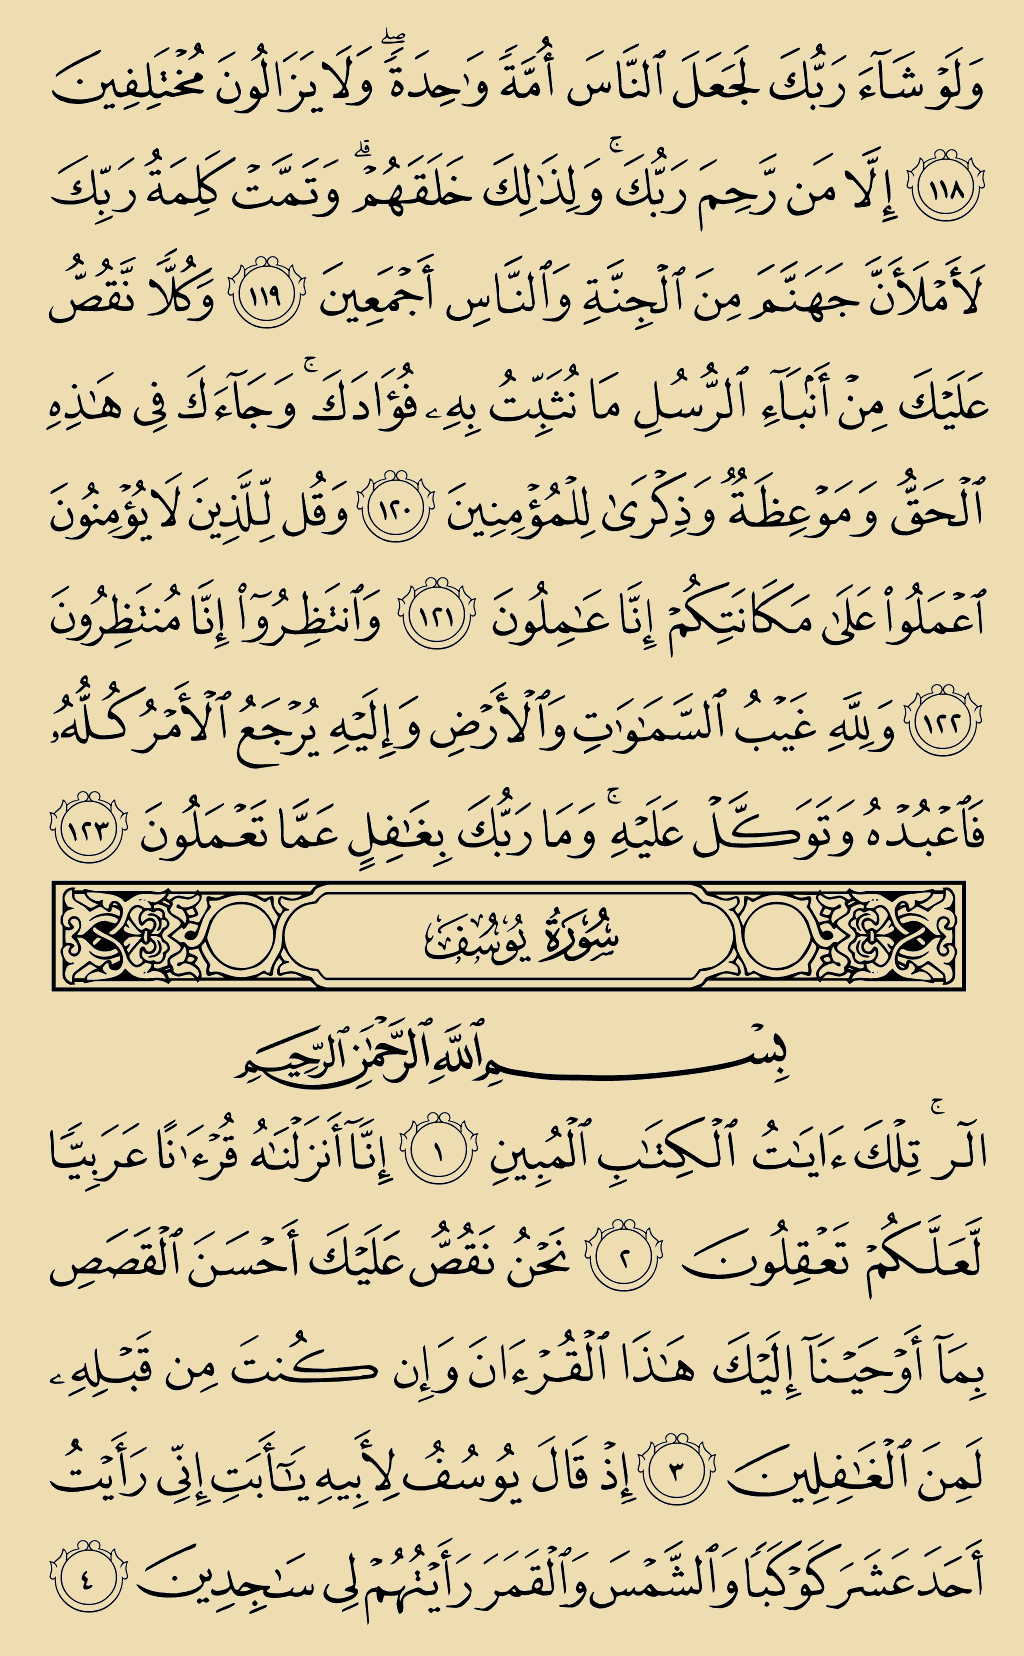 وَلَوۡ شَآءَ رَبُّكَ لَجَعَلَ ٱلنَّاسَ أُمَّةٗ وَٰحِدَةٗۖ وَلَا يَزَالُونَ مُخۡتَلِفِينَ
١١٨ إِلَّا مَن رَّحِمَ رَبُّكَۚ وَلِذَٰلِكَ خَلَقَهُمۡۗ وَتَمَّتۡ كَلِمَةُ رَبِّكَ
لَأَمۡلَأَنَّ جَهَنَّمَ مِنَ ٱلۡجِنَّةِ وَٱلنَّاسِ أَجۡمَعِينَ ١١٩ وَكُلّٗا نَّقُصُّ
عَلَيۡكَ مِنۡ أَنۢبَآءِ ٱلرُّسُلِ مَا نُثَبِّتُ بِهِۦ فُؤَادَكَۚ وَجَآءَكَ فِي هَٰذِهِ
ٱلۡحَقُّ وَمَوۡعِظَةٞ وَذِكۡرَىٰ لِلۡمُؤۡمِنِينَ ١٢٠ وَقُل لِّلَّذِينَ لَا يُؤۡمِنُونَ
ٱعۡمَلُواْ عَلَىٰ مَكَانَتِكُمۡ إِنَّا عَٰمِلُونَ ١٢١ وَٱنتَظِرُوٓاْ إِنَّا مُنتَظِرُونَ
١٢٢ وَلِلَّهِ غَيۡبُ ٱلسَّمَٰوَٰتِ وَٱلۡأَرۡضِ وَإِلَيۡهِ يُرۡجَعُ ٱلۡأَمۡرُ كُلُّهُۥ
فَٱعۡبُدۡهُ وَتَوَكَّلۡ عَلَيۡهِۚ وَمَا رَبُّكَ بِغَٰفِلٍ عَمَّا تَعۡمَلُونَ ١٢٣
سُورَةُ يُوسُفَ
بِسۡمِ ٱللَّهِ ٱلرَّحۡمَٰنِ ٱلرَّحِيمِ
الٓرۚ تِلۡكَ ءَايَٰتُ ٱلۡكِتَٰبِ ٱلۡمُبِينِ ١ إِنَّآ أَنزَلۡنَٰهُ قُرۡءَٰنًا عَرَبِيّٗا
لَّعَلَّكُمۡ تَعۡقِلُونَ ٢ نَحۡنُ نَقُصُّ عَلَيۡكَ أَحۡسَنَ ٱلۡقَصَصِ
بِمَآ أَوۡحَيۡنَآ إِلَيۡكَ هَٰذَا ٱلۡقُرۡءَانَ وَإِن كُنتَ مِن قَبۡلِهِۦ
لَمِنَ ٱلۡغَٰفِلِينَ ٣ إِذۡ قَالَ يُوسُفُ لِأَبِيهِ يَٰٓأَبَتِ إِنِّي رَأَيۡتُ
أَحَدَ عَشَرَ كَوۡكَبٗا وَٱلشَّمۡسَ وَٱلۡقَمَرَ رَأَيۡتُهُمۡ لِي سَٰجِدِينَ ٤